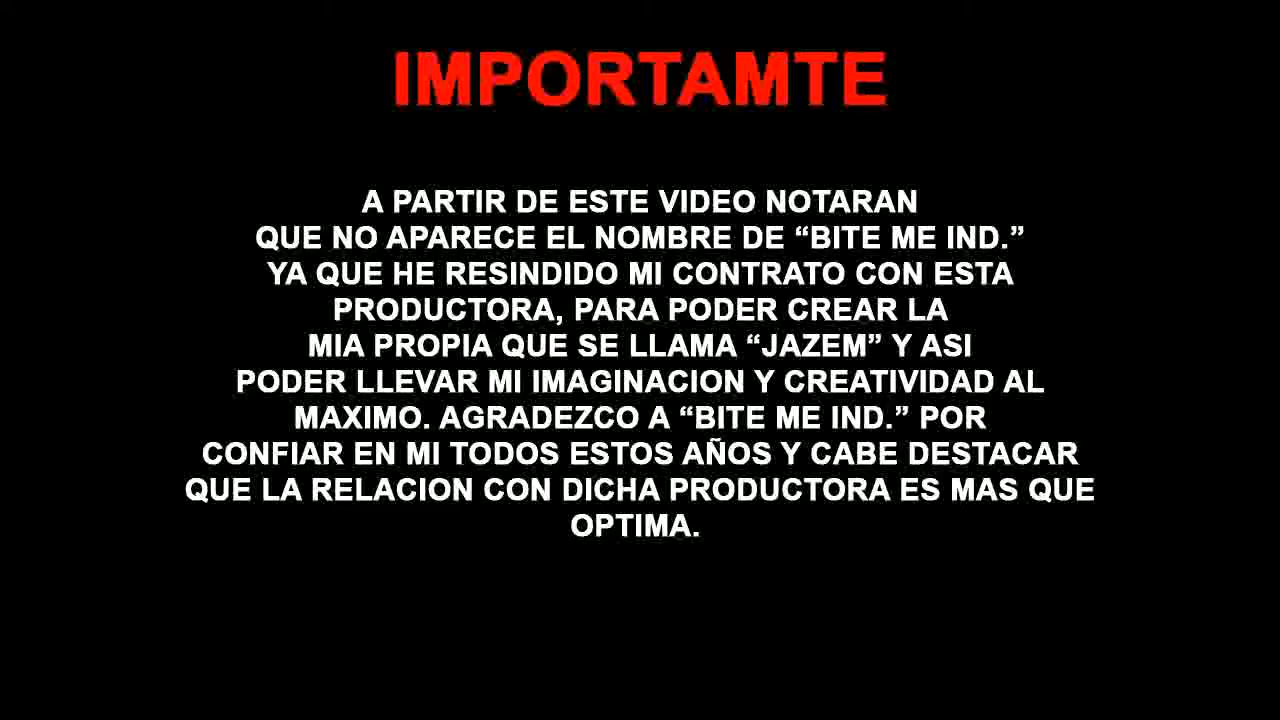 IMPORTAMTE
A PARTIR DE ESTE VIDEO NOTARAN
QUE NO APARECE EL NOMBRE DE “BITE ME IND.”
YA QUE HE RESINDIDO MI CONTRATO CON ESTA
PRODUCTORA, PARA PODER CREAR LA
MIA PROPIA QUE SE LLAMA “JAZEM” Y ASI
PODER LLEVAR MI IMAGINACION Y CREATIVIDAD AL
MAXIMO. AGRADEZCO A “BITE ME IND.” POR
CONFIAR EN MI TODOS ESTOS AÑOS Y CABE DESTACAR
QUE LA RELACION CON DICHA PRODUCTORA ES MAS QUE
OPTIMA.